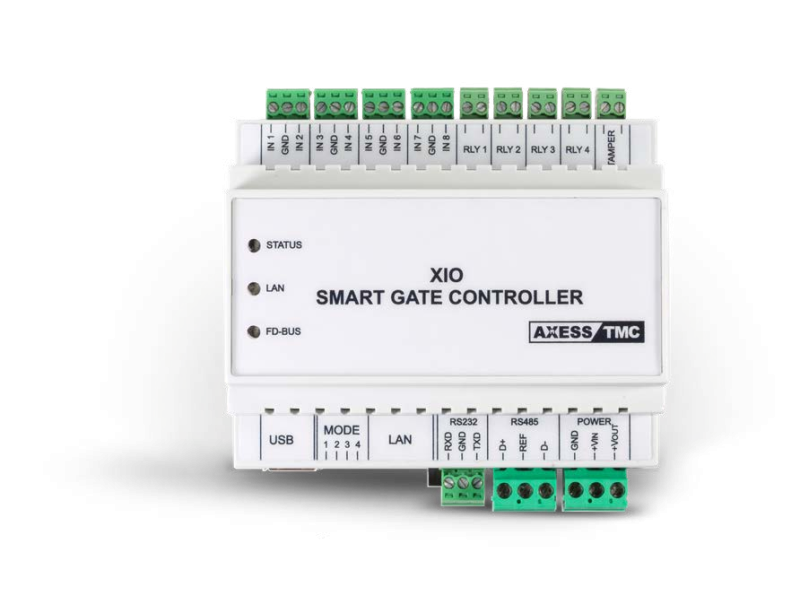 IN 1 GND IN 2 IN 3 GND IN 4 IN 5 GND IN 6 IN 7 GND IN 8 RLY 1 RLY 2 RLY 3 RLY 4 TAMPER
STATUS
LAN
FD-BUS
XIO
SMART GATE CONTROLLER
AXESS TMC
USB
MODE
1 2 3 4
LAN
RS232
RXD GND TXD
RS485
D+ REF D-
POWER
GND +VIN +VOUT